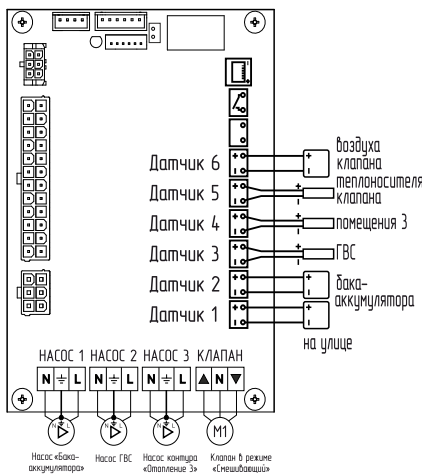 воздуха
клапана
Датчик 6 + -
теплоносителя
клапана
Датчик 5 + -
Датчик 4 + - помещения 3
Датчик 3 + - ГВС
Датчик 2 + - бака-
аккумулятора
Датчик 1 + -
на улице
НАСОС 1 НАСОС 2 НАСОС 3 КЛАПАН
N L N L N L N
N L N L N L M1
Насос «Бака-
аккумулятора»
Насос ГВС
Насос контура
«Отопление 3»
Клапан в режиме
«Смешивающий»